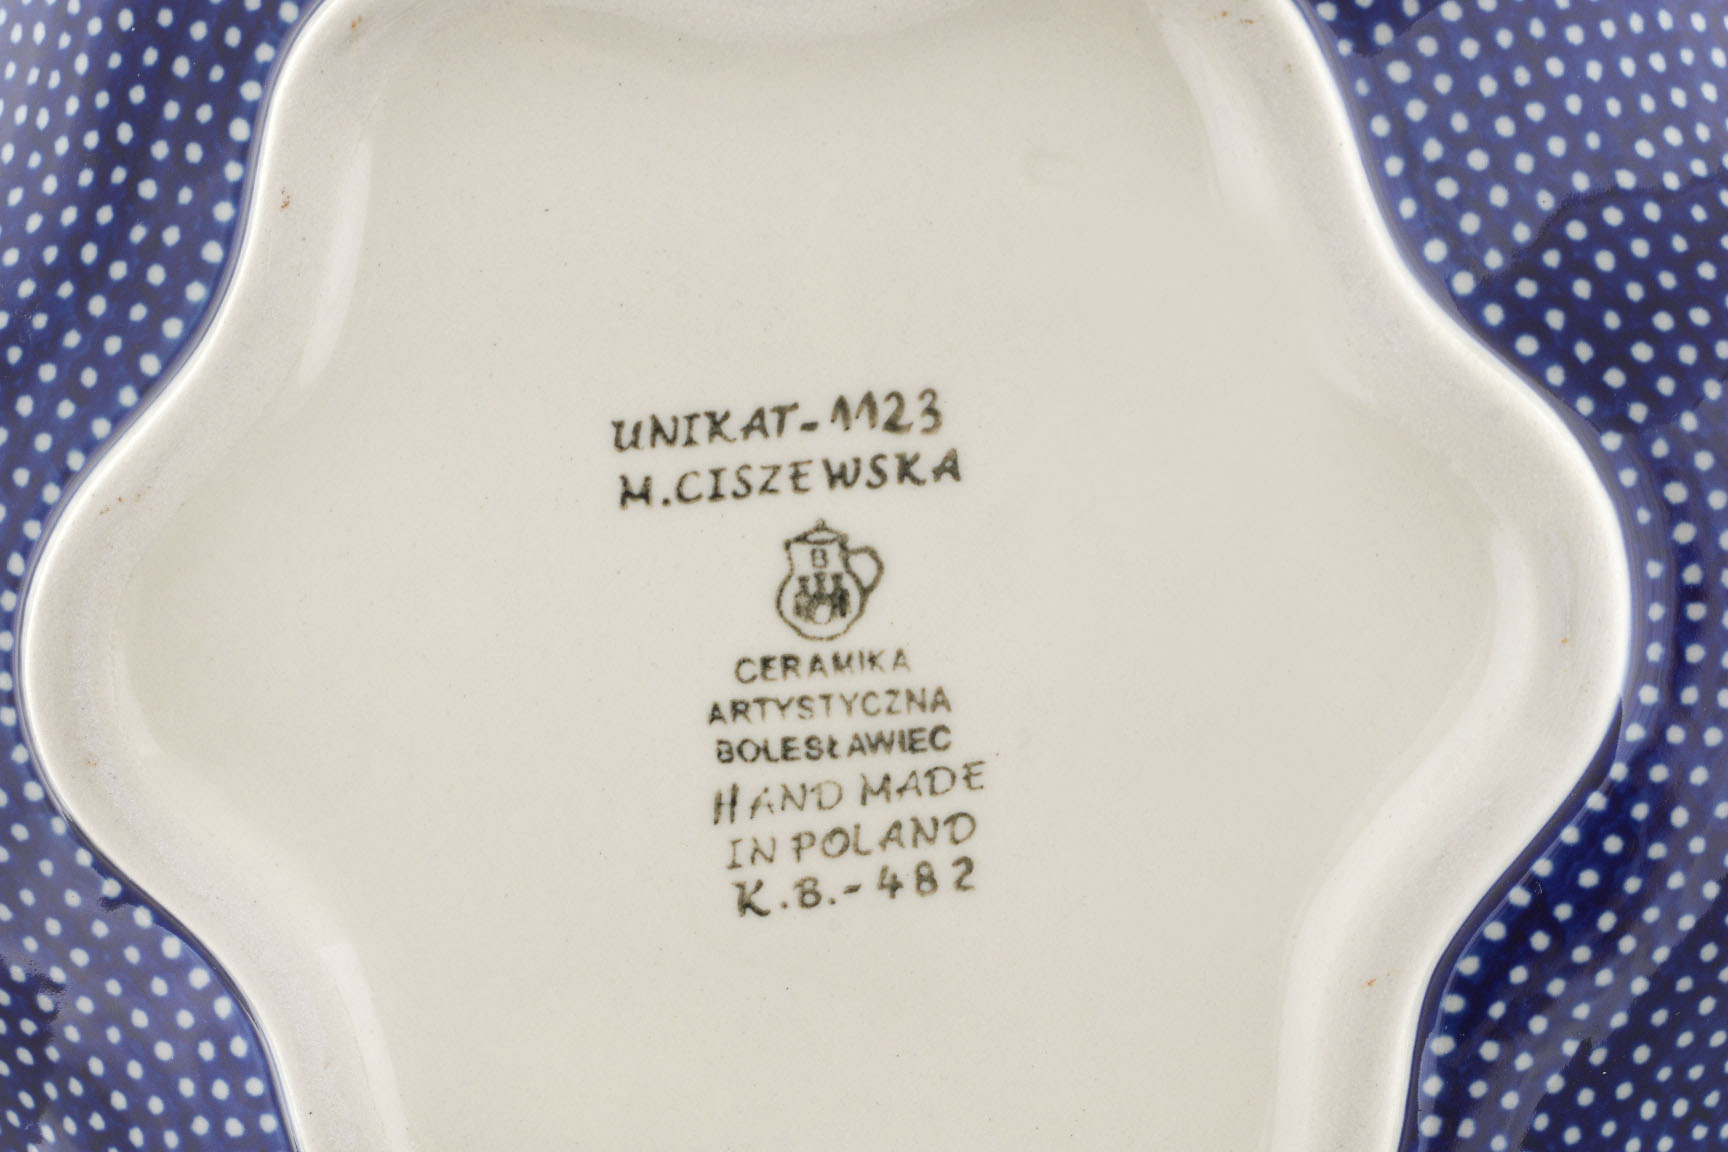 UNIKAT-1123
M.CISZEWSKA
B
CERAMIKA
ARTYSTYCZNA
BOLESŁAWIEC
HAND MADE
IN POLAND
K.B.-482